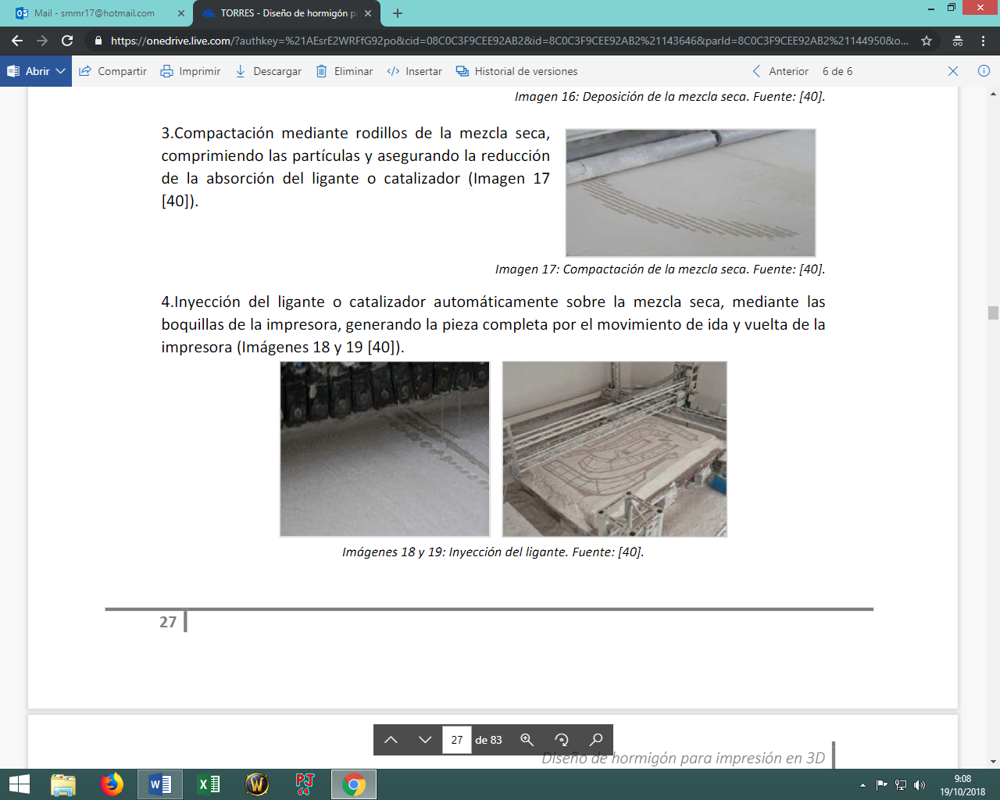 Mail - smmr17@hotmail.com
TORRES - Diseño de hormigón p
https://onedrive.live.com/?authkey=%21AEsrE2WRFfG92po&cid=08C0C3F9CEE92AB2&id=8C0C3F9CEE92AB2%21143646&parId=8C0C3F9CEE92AB2%21144950&o...
Abrir Compartir Imprimir Descargar Eliminar </> Insertar Historial de versiones Anterior 6 de 6
Imagen 16: Deposición de la mezcla seca. Fuente: [40].
3.Compactación mediante rodillos de la mezcla seca,
comprimiendo las partículas y asegurando la reducción
de la absorción del ligante o catalizador (Imagen 17
[40]).
Imagen 17: Compactación de la mezcla seca. Fuente: [40].
4.Inyección del ligante o catalizador automáticamente sobre la mezcla seca, mediante las
boquillas de la impresora, generando la pieza completa por el movimiento de ida y vuelta de la
impresora (Imágenes 18 y 19 [40]).
Imágenes 18 y 19: Inyección del ligante. Fuente: [40].
27
27 de 83
Diseño de hormigón para impresión en 3D
PJ
64
9:08
19/10/2018